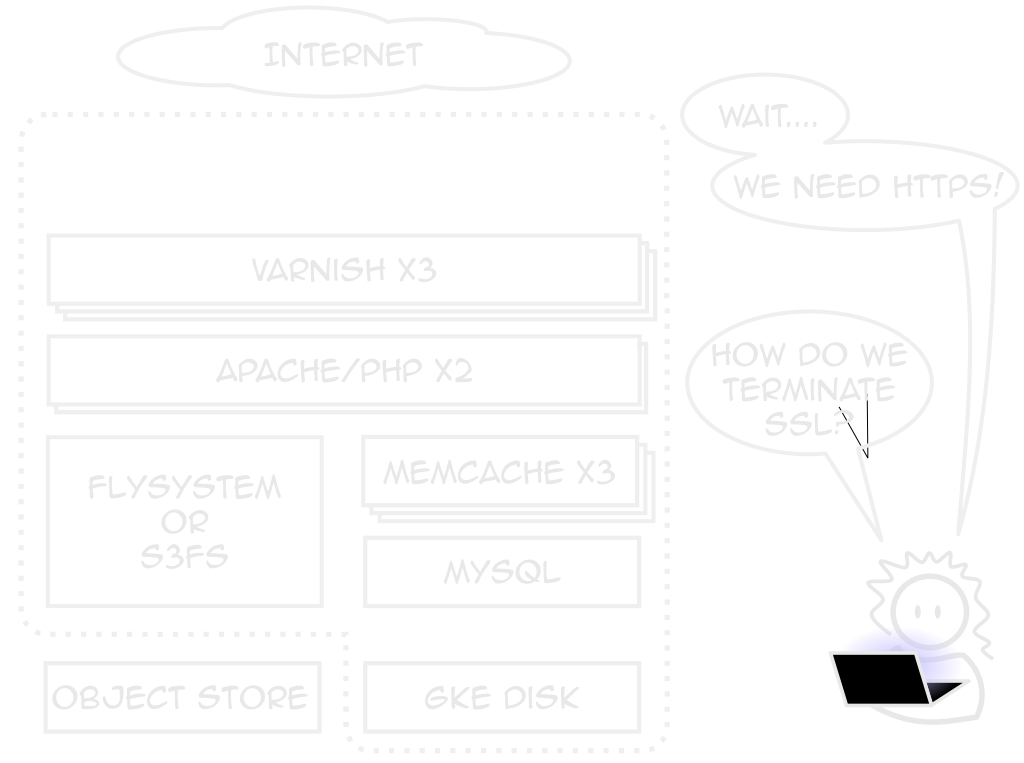 INTERNET
WAIT....
WE NEED HTTPS!
VARNISH X3
APACHE/PHP X2
HOW DO WE
TERMINATE
SSL?
FLYSYSTEM
OR
S3FS
MEMCACHE X3
MYSQL
OBJECT STORE
GKE DISK